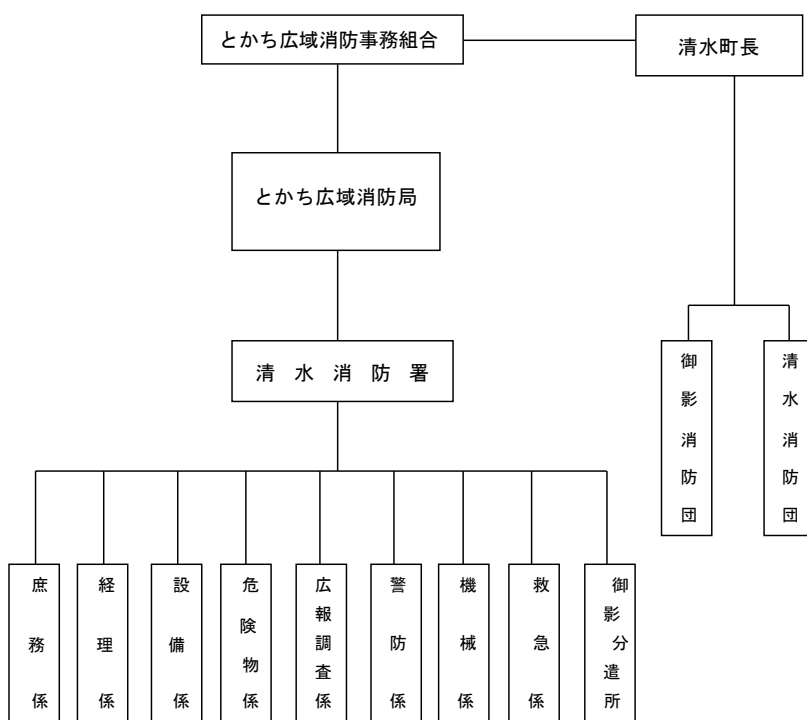 とかち広域消防事務組合
清水町長
とかち広域消防局
清水消防署
御影消防団
清水消防団
庶務係
経理係
設備係
危険物係
広報調査係
警防係
機械係
救急係
御影分遣所